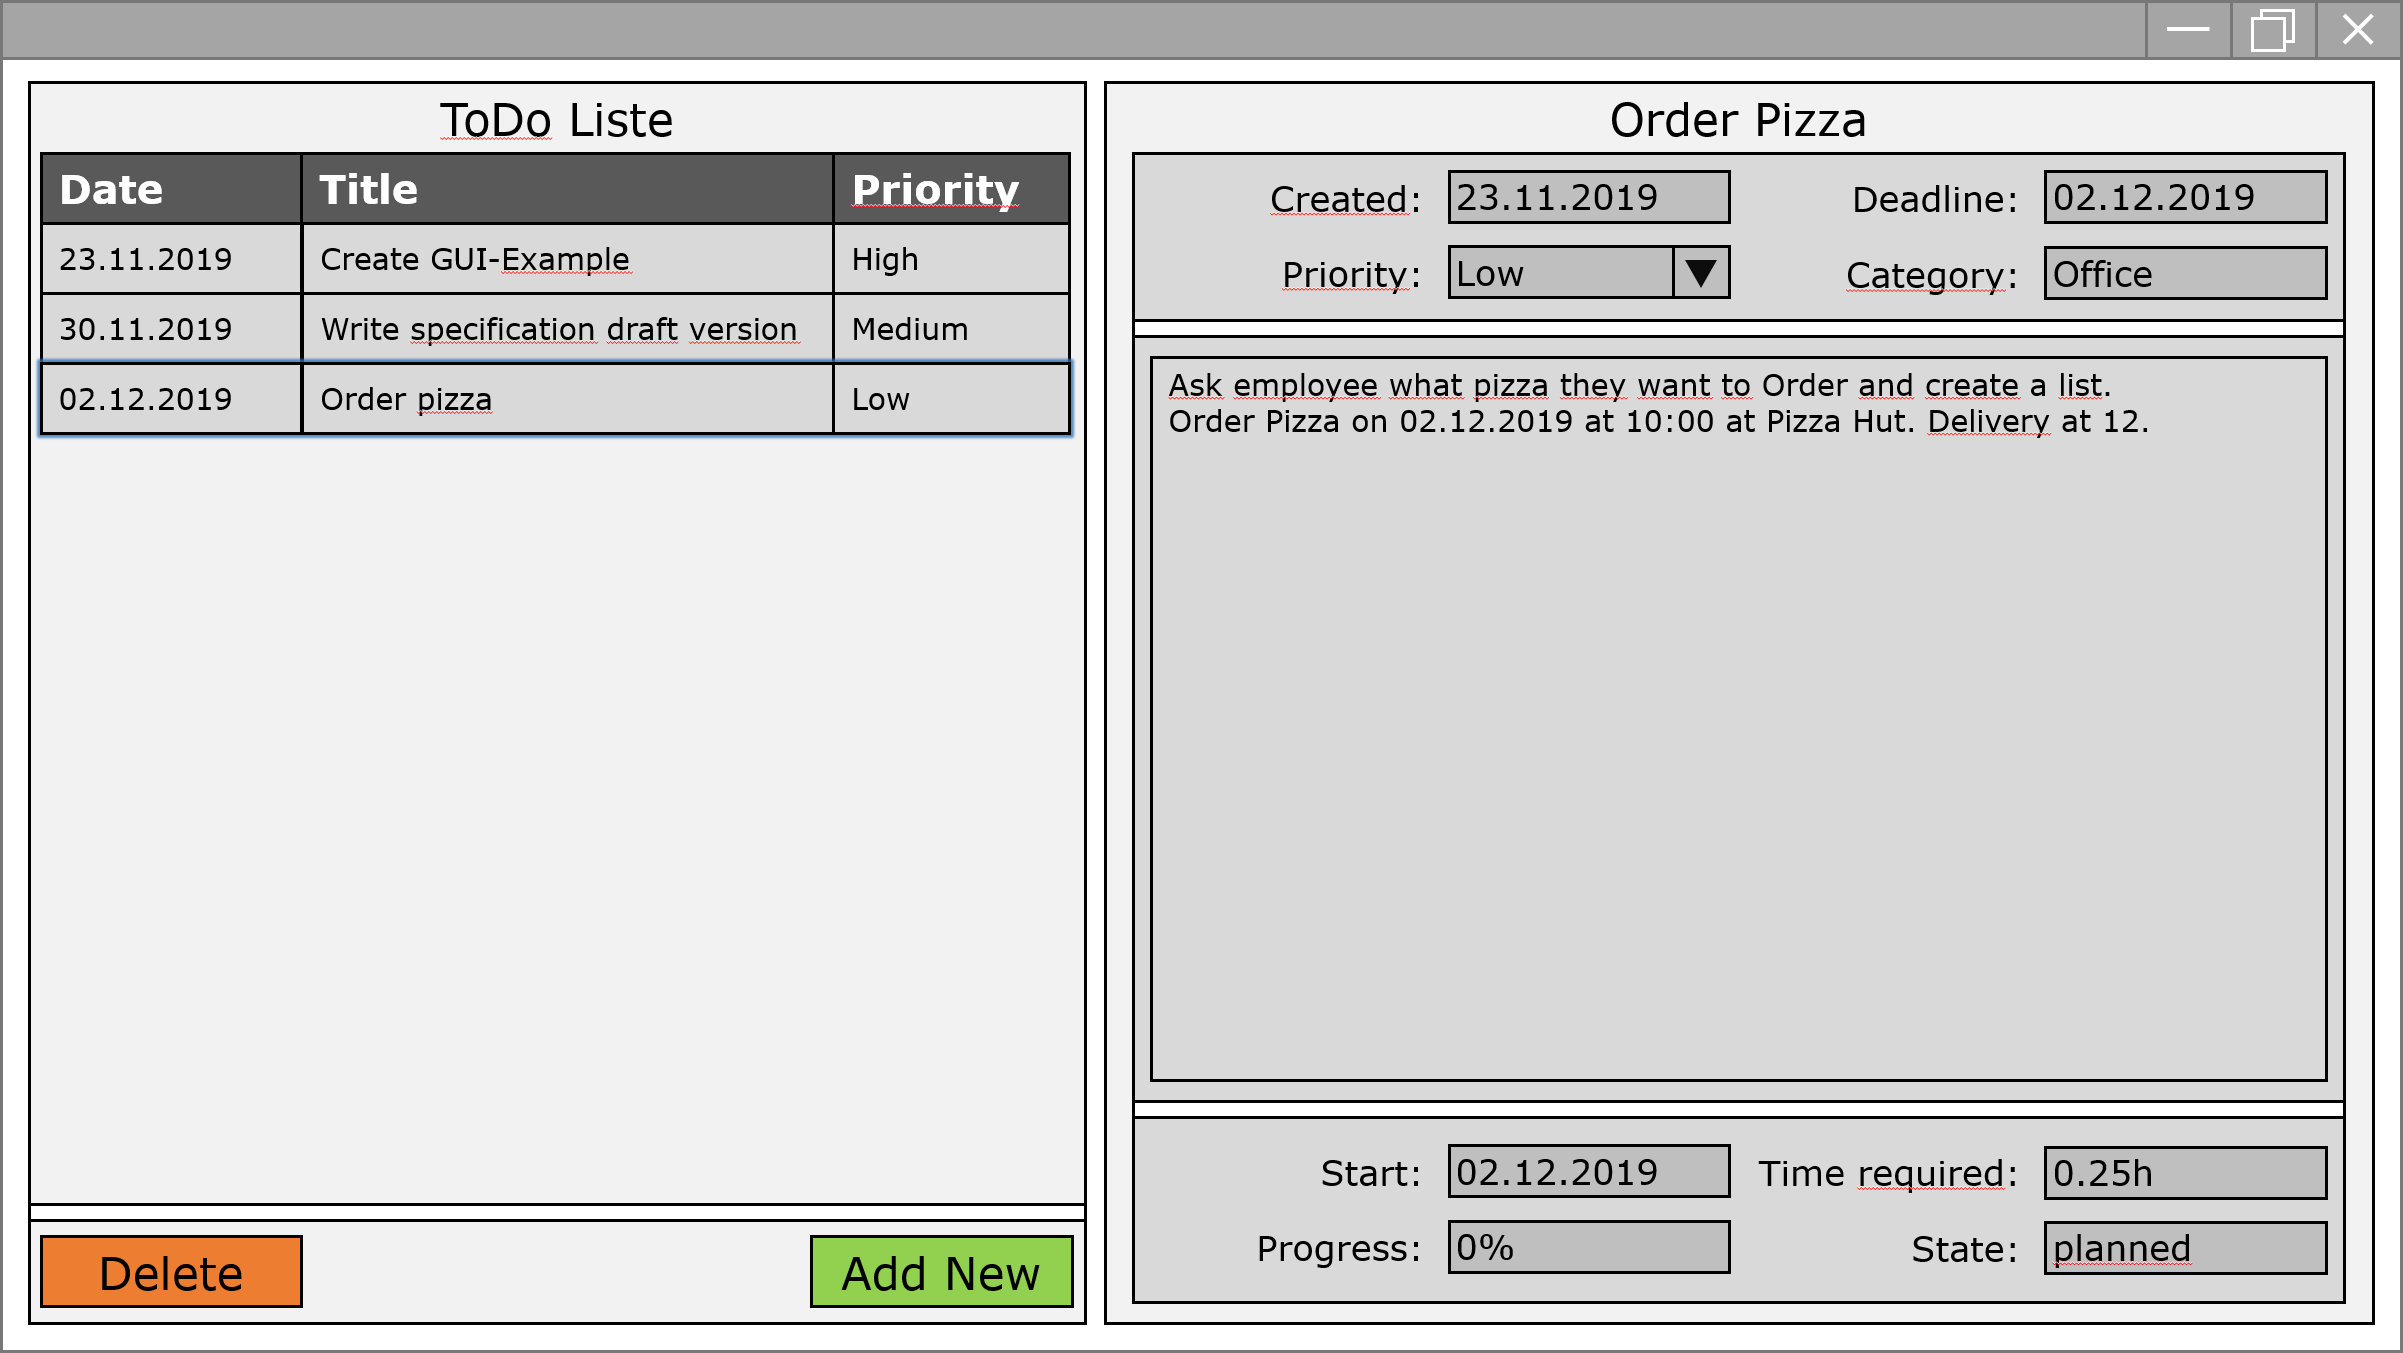 ToDo Liste
Date Title Priority
23.11.2019 Create GUI-Example High
30.11.2019 Write specification draft version Medium
02.12.2019 Order pizza Low
Delete Add New
Order Pizza
Created: 23.11.2019 Deadline: 02.12.2019
Priority: Low Category: Office
Ask employee what pizza they want to Order and create a list.
Order Pizza on 02.12.2019 at 10:00 at Pizza Hut. Delivery at 12.
Start: 02.12.2019 Time required: 0.25h
Progress: 0% State: planned